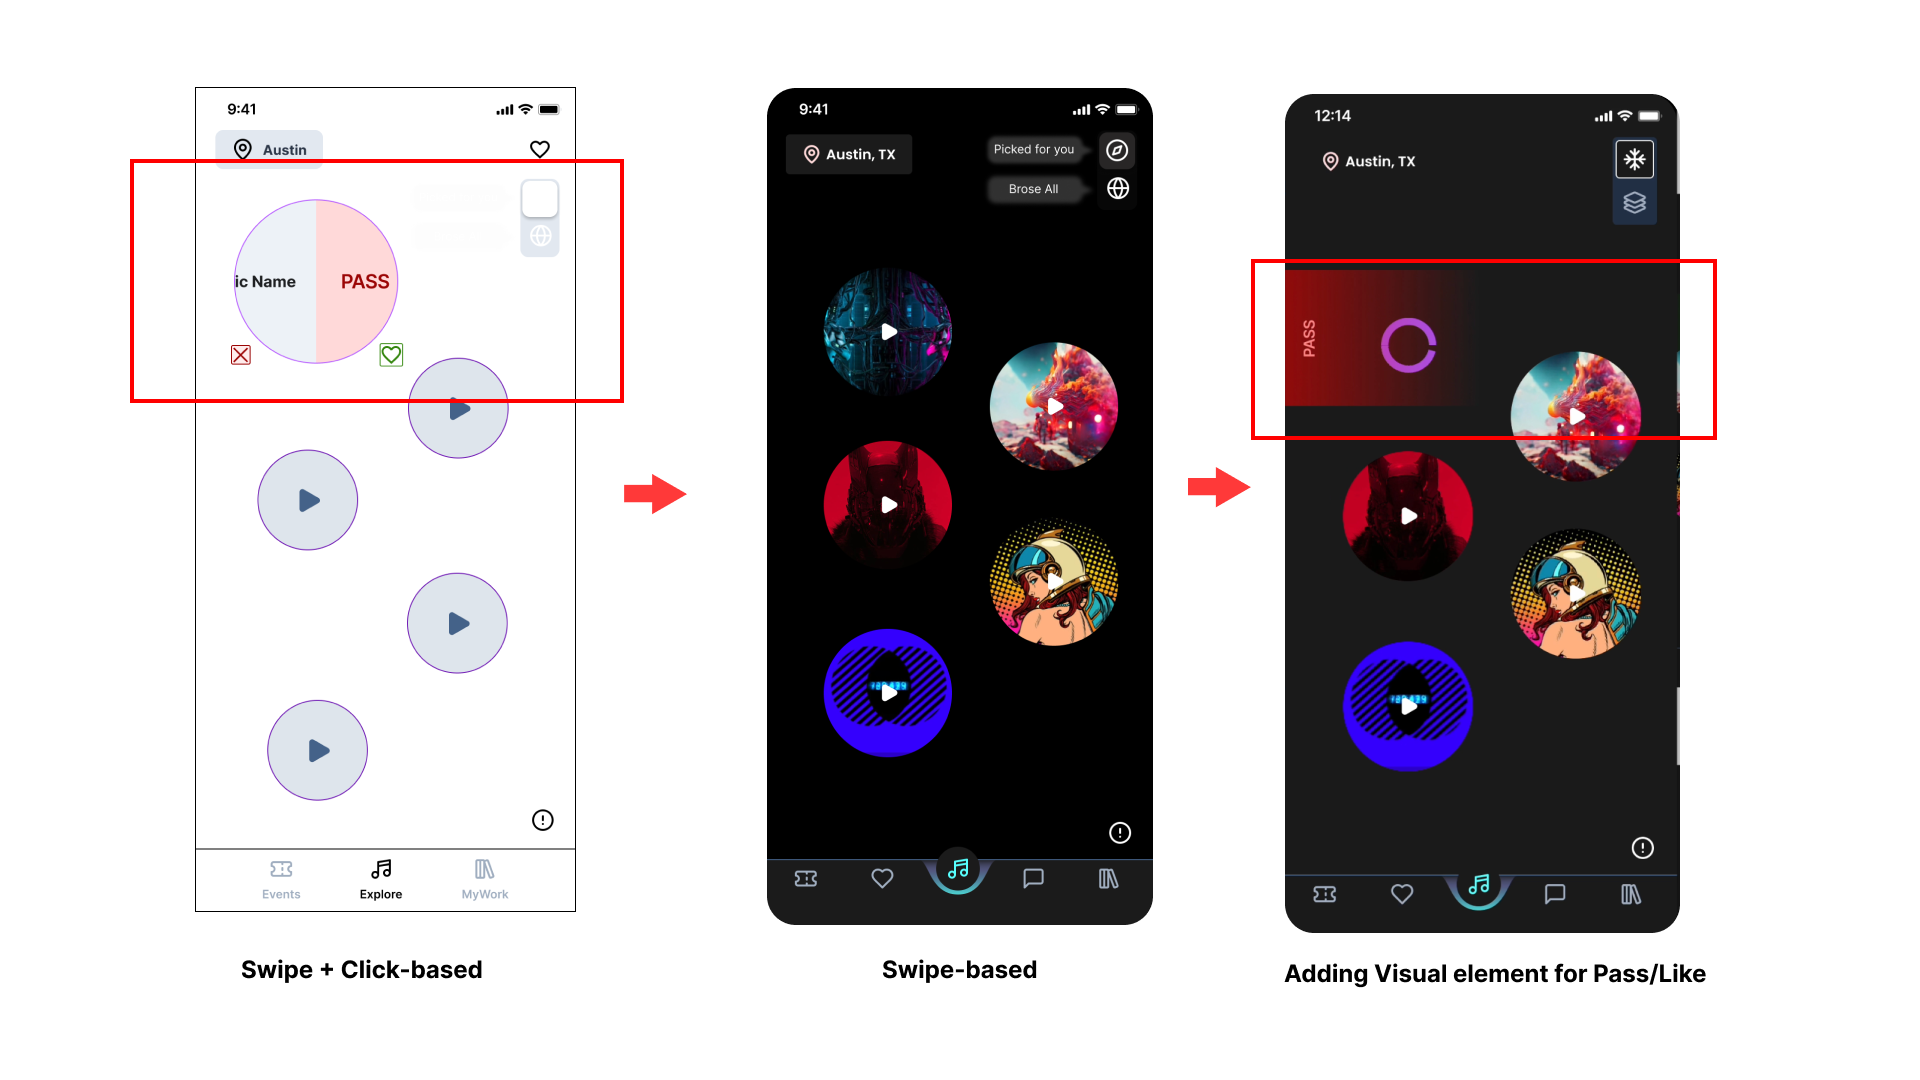 9:41
Austin
ic Name
PASS
Events
Explore
MyWork
Swipe + Click-based
9:41
Austin, TX
Picked for you
Brose All
Swipe-based
12:14
Austin, TX
PASS
Adding Visual element for Pass/Like